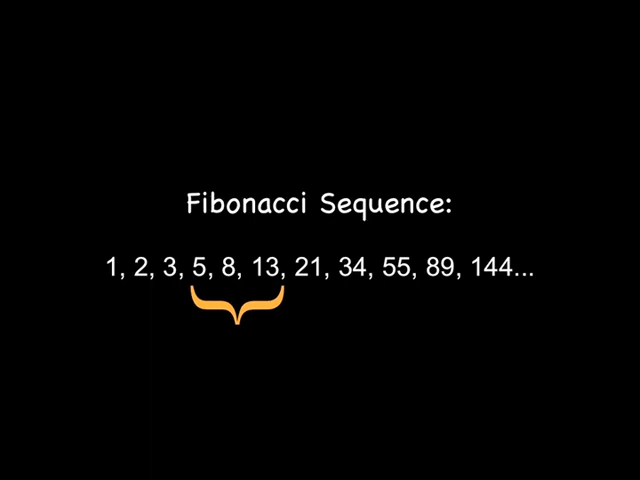 Fibonacci Sequence:
1, 2, 3, 5, 8, 13, 21, 34, 55, 89, 144...